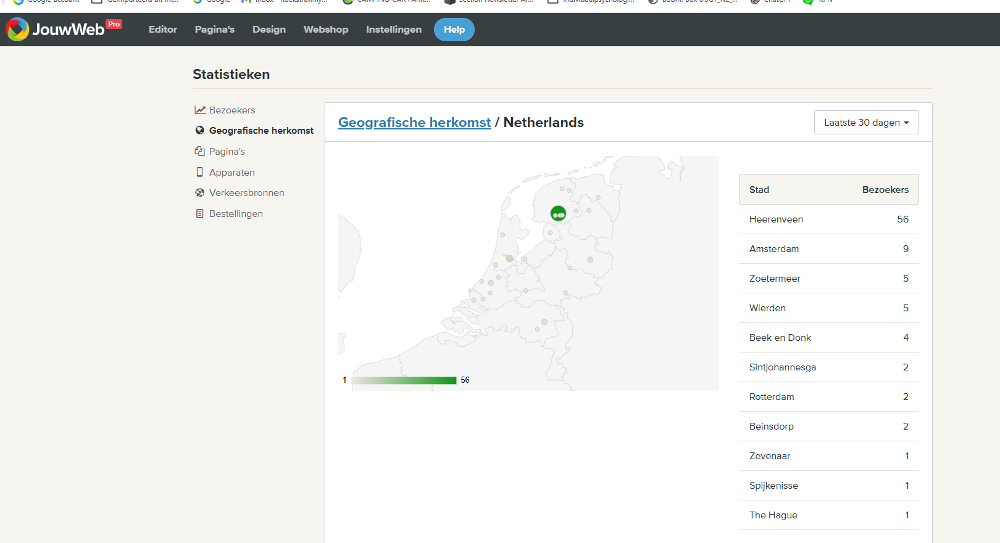 JouwWeb Pro
Editor Pagina's Design Webshop Instellingen Help
Statistieken
Bezoekers
Geografische herkomst
Pagina's
Apparaten
Verkeersbronnen
Bestellingen
Geografische herkomst / Netherlands
Laatste 30 dagen
1 56
Stad Bezoekers
Heerenveen 56
Amsterdam 9
Zoetermeer 5
Wierden 5
Beek en Donk 4
Sintjohannesga 2
Rotterdam 2
Beinsdorp 2
Zevenaar 1
Spijkenisse 1
The Hague 1